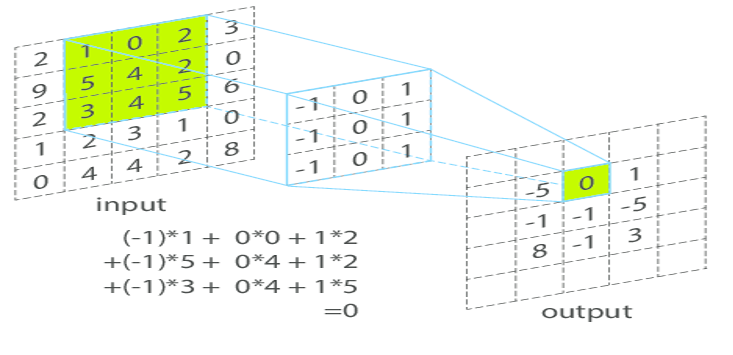 2 1 0 2 3
9 5 4 2 0
2 3 4 5 6
1 2 3 1 0
0 4 4 2 8
input
-1 0 1
-1 0 1
-1 0 1
-5 0 1
-1 -1 -5
8 -1 3
output
(-1)*1 + 0*0 + 1*2
+(-1)*5 + 0*4 + 1*2
+(-1)*3 + 0*4 + 1*5
=0